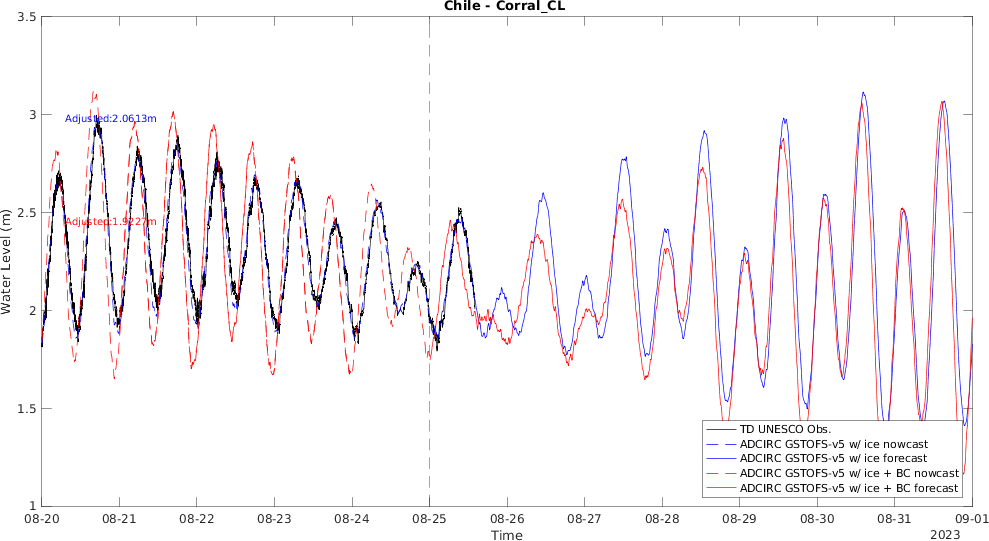 Chile - Corral_CL
3.5
3
2.5
2
1.5
1
Water Level (m)
Adjusted:2.0613m
Adjusted:1.9227m
TD UNESCO Obs.
ADCIRC GSTOFS-v5 w/ ice nowcast
ADCIRC GSTOFS-v5 w/ ice forecast
ADCIRC GSTOFS-v5 w/ ice + BC nowcast
ADCIRC GSTOFS-v5 w/ ice + BC forecast
08-20 08-21 08-22 08-23 08-24 08-25 08-26 08-27 08-28 08-29 08-30 08-31 09-01
Time
2023